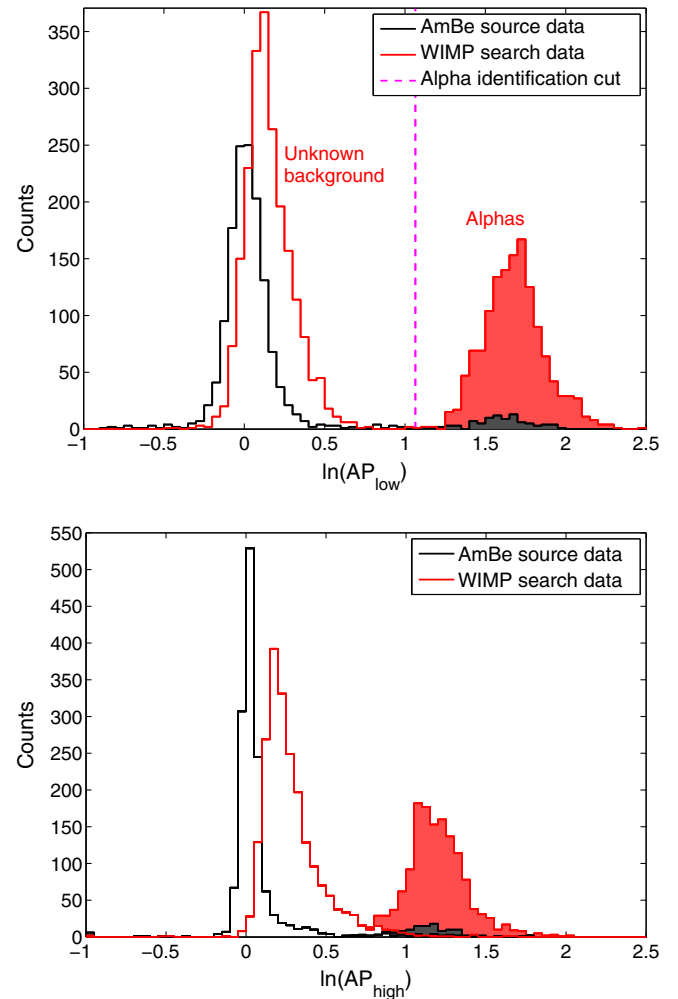 AmBe source data
WIMP search data
Alpha identification cut
350
300
250
200
150
100
50
0
Counts
Unknown
background
Alphas
−1 −0.5 0 0.5 1 1.5 2 2.5
ln(AP_low)
AmBe source data
WIMP search data
550
500
450
400
350
300
250
200
150
100
50
0
Counts
−1 −0.5 0 0.5 1 1.5 2 2.5
ln(AP_high)